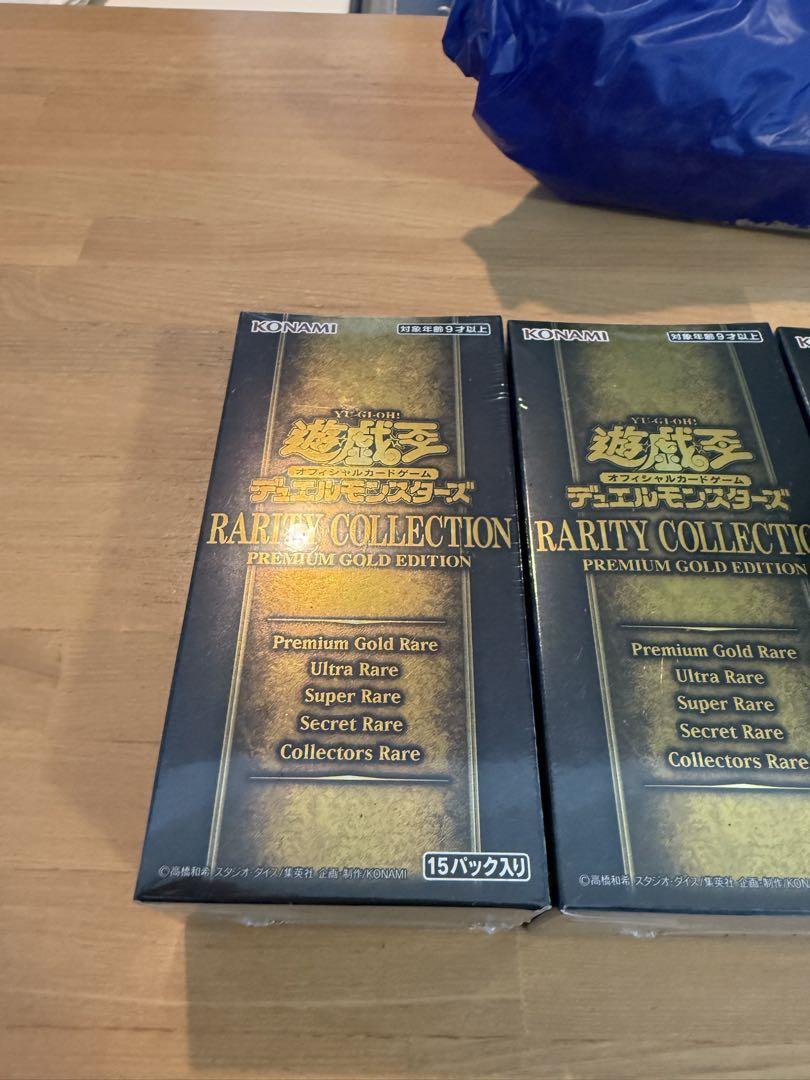 KONAMI
対象年齢9才以上
YU-GI-OH!
遊戯王
オフィシャルカードゲーム
デュエルモンスターズ
RARITY COLLECTION
PREMIUM GOLD EDITION
Premium Gold Rare
Ultra Rare
Super Rare
Secret Rare
Collectors Rare
©高橋和希 スタジオ・ダイス/集英社 企画・制作/KONAMI
15パック入り
KONAMI
対象年齢9才以上
YU-GI-OH!
遊戯王
オフィシャルカードゲーム
デュエルモンスターズ
RARITY COLLECTIO
PREMIUM GOLD EDITION
Premium Gold Rare
Ultra Rare
Super Rare
Secret Rare
Collectors Rare
©高橋和希 スタジオ・ダイス/集英社 企画・制作/KON
K